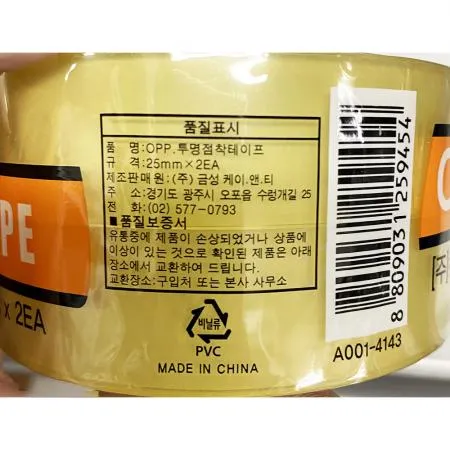 품질표시
품 명:OPP.투명점착테이프
규 격:25mm×2EA
제조판매원:(주)금성 케이.앤.티
주 소:경기도 광주시 오포읍 수렁개길 25
전 화:(02) 577-0793
■품질보증서
유통중에 제품이 손상되었거나 상품에
이상이 있는 것으로 확인된 제품은 아래
장소에서 교환하여 드립니다.
교환장소:구입처 또는 본사 사무소
비닐류
PVC
MADE IN CHINA
8 809031 259454
A001-4143
PE
× 2EA
[주]